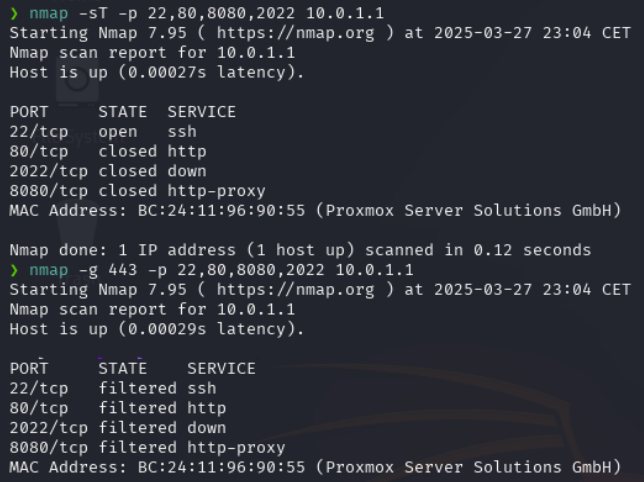 ❯ nmap -sT -p 22,80,8080,2022 10.0.1.1
Starting Nmap 7.95 ( https://nmap.org ) at 2025-03-27 23:04 CET
Nmap scan report for 10.0.1.1
Host is up (0.00027s latency).
PORT     STATE  SERVICE
22/tcp   open   ssh
80/tcp   closed http
2022/tcp closed down
8080/tcp closed http-proxy
MAC Address: BC:24:11:96:90:55 (Proxmox Server Solutions GmbH)
Nmap done: 1 IP address (1 host up) scanned in 0.12 seconds
❯ nmap -g 443 -p 22,80,8080,2022 10.0.1.1
Starting Nmap 7.95 ( https://nmap.org ) at 2025-03-27 23:04 CET
Nmap scan report for 10.0.1.1
Host is up (0.00029s latency).
PORT     STATE    SERVICE
22/tcp   filtered ssh
80/tcp   filtered http
2022/tcp filtered down
8080/tcp filtered http-proxy
MAC Address: BC:24:11:96:90:55 (Proxmox Server Solutions GmbH)